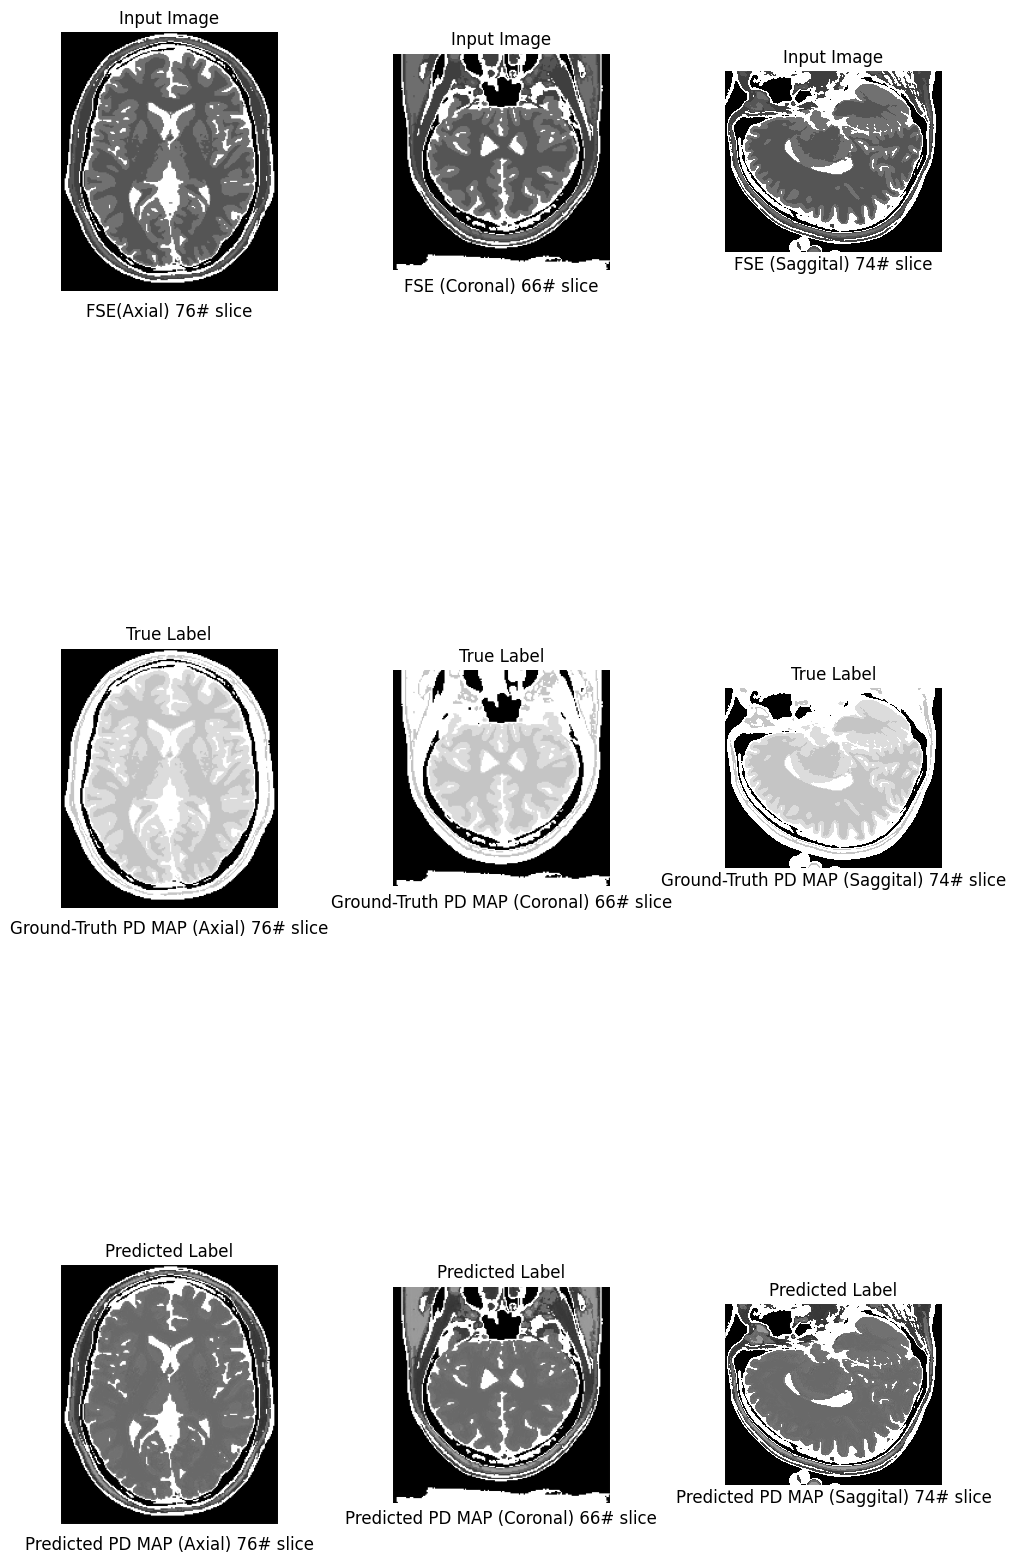 Input Image
Input Image
Input Image
FSE(Axial) 76# slice
FSE (Coronal) 66# slice
FSE (Saggital) 74# slice
True Label
True Label
True Label
Ground-Truth PD MAP (Axial) 76# slice
Ground-Truth PD MAP (Coronal) 66# slice
Ground-Truth PD MAP (Saggital) 74# slice
Predicted Label
Predicted Label
Predicted Label
Predicted PD MAP (Axial) 76# slice
Predicted PD MAP (Coronal) 66# slice
Predicted PD MAP (Saggital) 74# slice